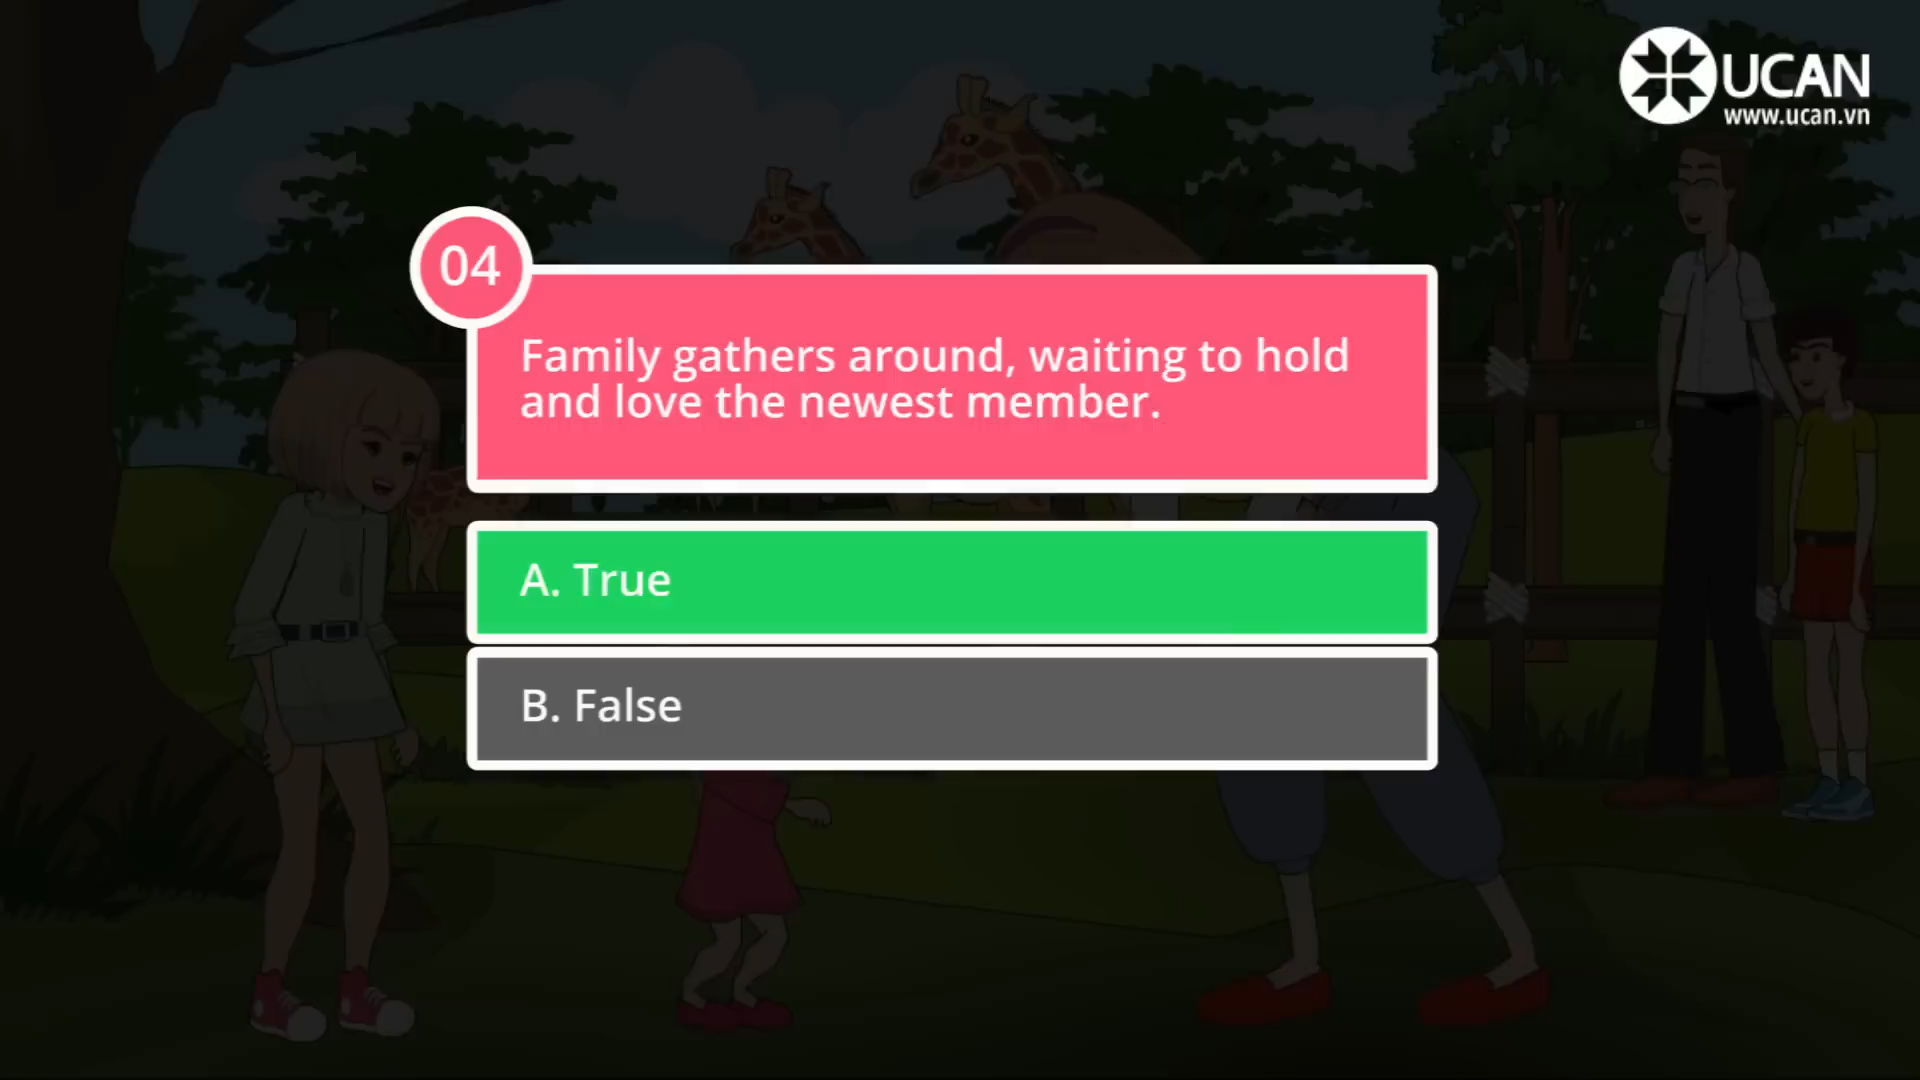 UCAN
www.ucan.vn
04
Family gathers around, waiting to hold
and love the newest member.
A. True
B. False